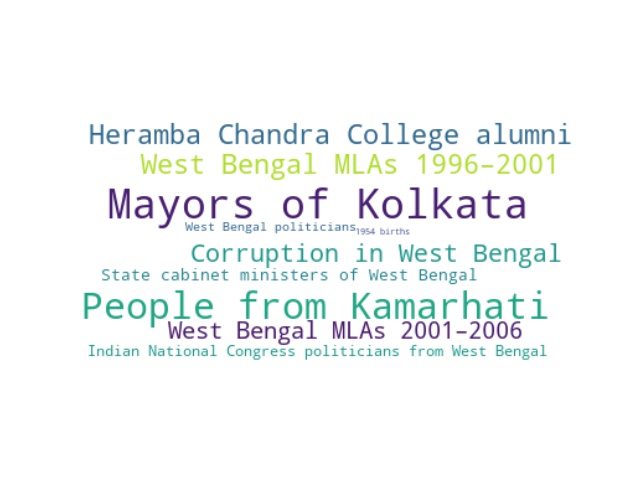 Heramba Chandra College alumni
West Bengal MLAs 1996–2001
Mayors of Kolkata
West Bengal politicians
1954 births
Corruption in West Bengal
State cabinet ministers of West Bengal
People from Kamarhati
West Bengal MLAs 2001–2006
Indian National Congress politicians from West Bengal